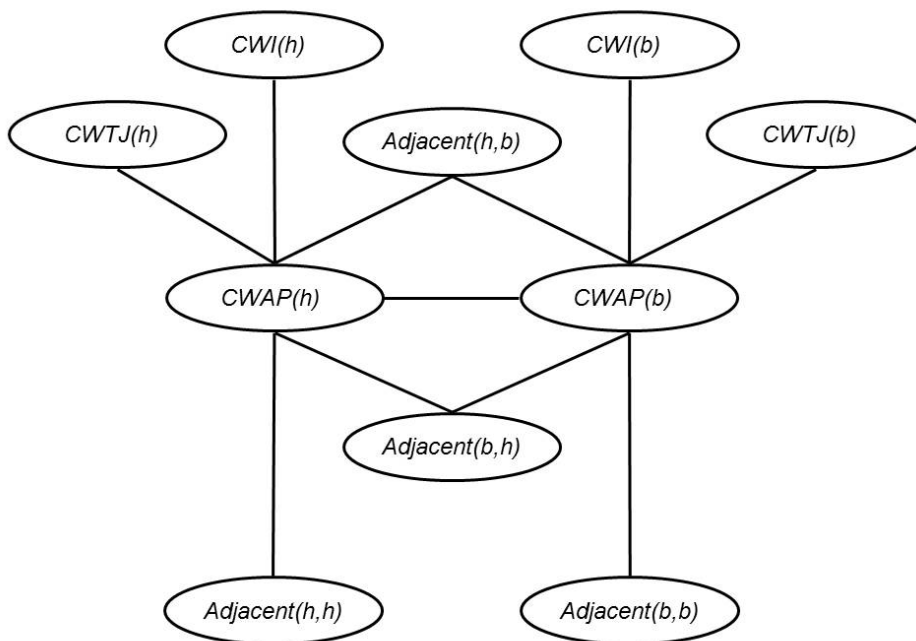 CWI(h)
CWI(b)
CWTJ(h)
Adjacent(h,b)
CWTJ(b)
CWAP(h)
CWAP(b)
Adjacent(b,h)
Adjacent(h,h)
Adjacent(b,b)